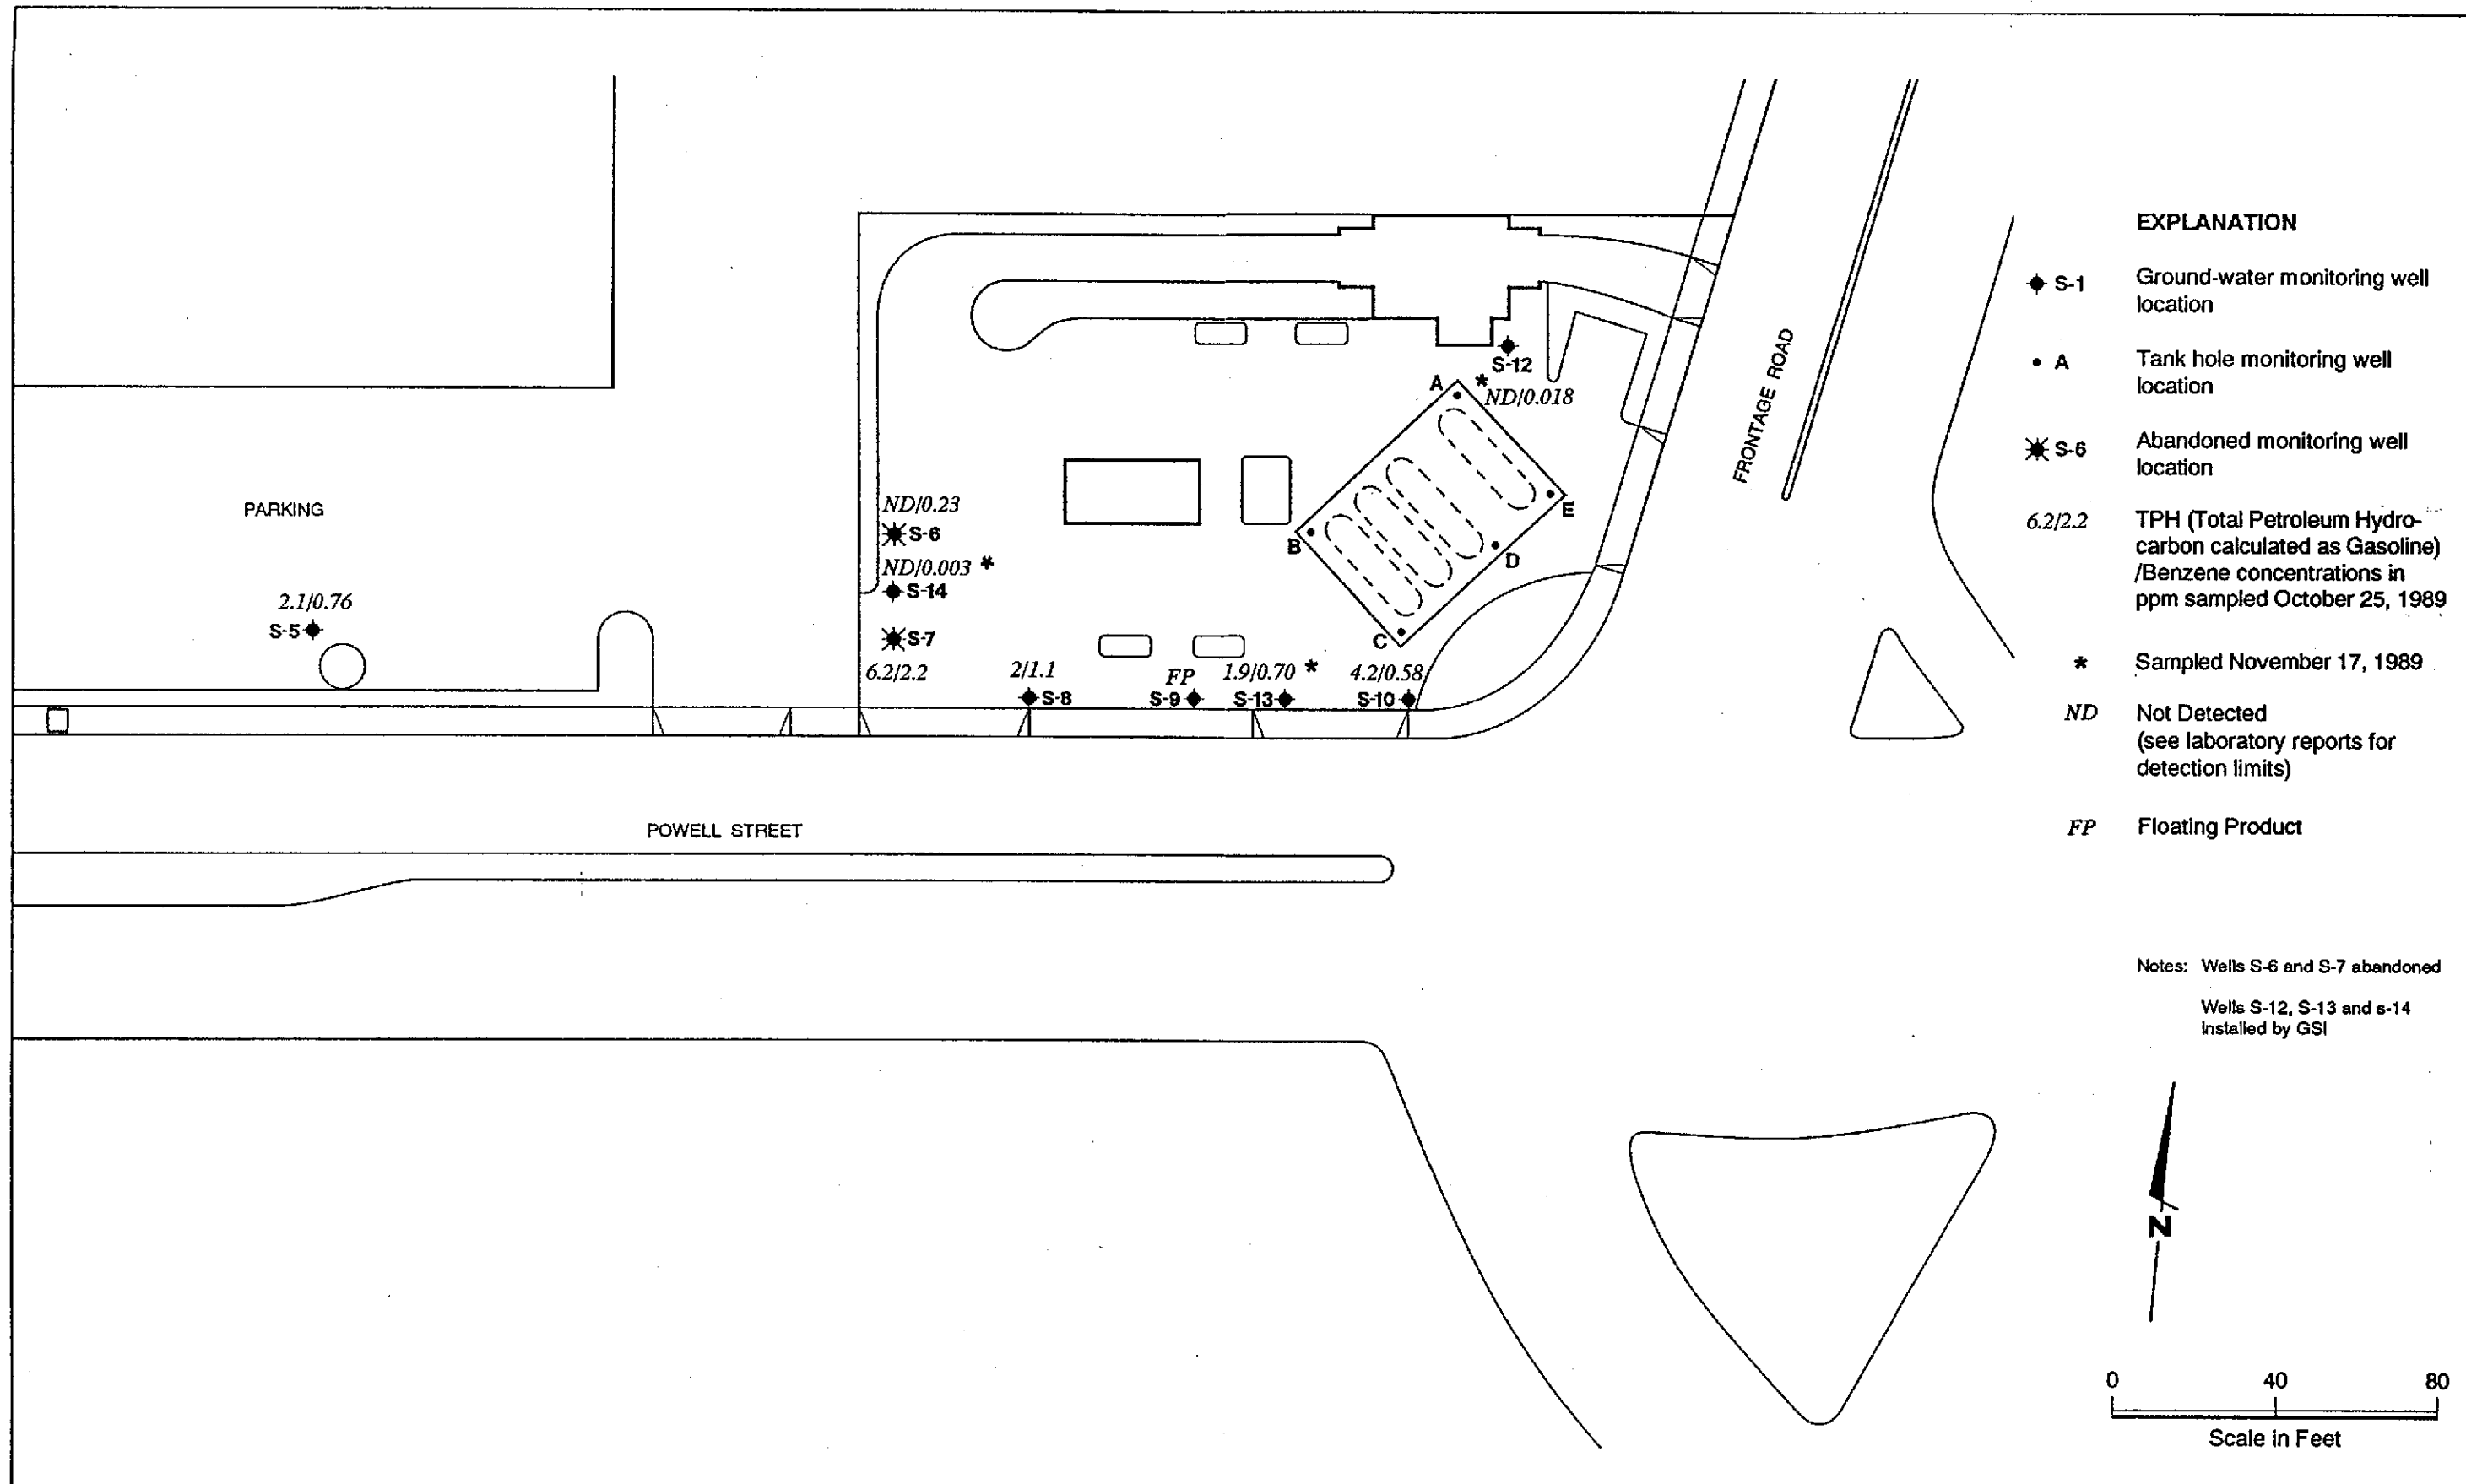 EXPLANATION
S-1 Ground-water monitoring well
location
A Tank hole monitoring well
location
S-6 Abandoned monitoring well
location
6.2/2.2 TPH (Total Petroleum Hydro-
carbon calculated as Gasoline)
/Benzene concentrations in
ppm sampled October 25, 1989
* Sampled November 17, 1989
ND Not Detected
(see laboratory reports for
detection limits)
FP Floating Product
Notes: Wells S-6 and S-7 abandoned
Wells S-12, S-13 and s-14
Installed by GSI
N
0 40 80
Scale in Feet
FRONTAGE ROAD
S-12
A *
ND/0.018
E
D
B
C
PARKING
ND/0.23
S-6
ND/0.003 *
S-14
2.1/0.76
S-5
S-7
6.2/2.2
2/1.1
S-8
FP
S-9
1.9/0.70 *
S-13
4.2/0.58
S-10
POWELL STREET